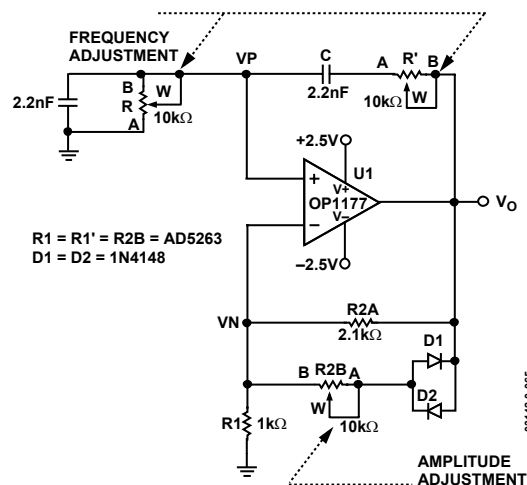 FREQUENCY
ADJUSTMENT
VP
C
R'
A
B
2.2nF
B
R
W
A
10kΩ
2.2nF
10kΩ
W
+2.5V
U1
V+
+
OP1177
–
V–
–2.5V
VO
R1 = R1' = R2B = AD5263
D1 = D2 = 1N4148
VN
R2A
2.1kΩ
D1
B
R2B
A
D2
W
10kΩ
R1
1kΩ
AMPLITUDE
ADJUSTMENT